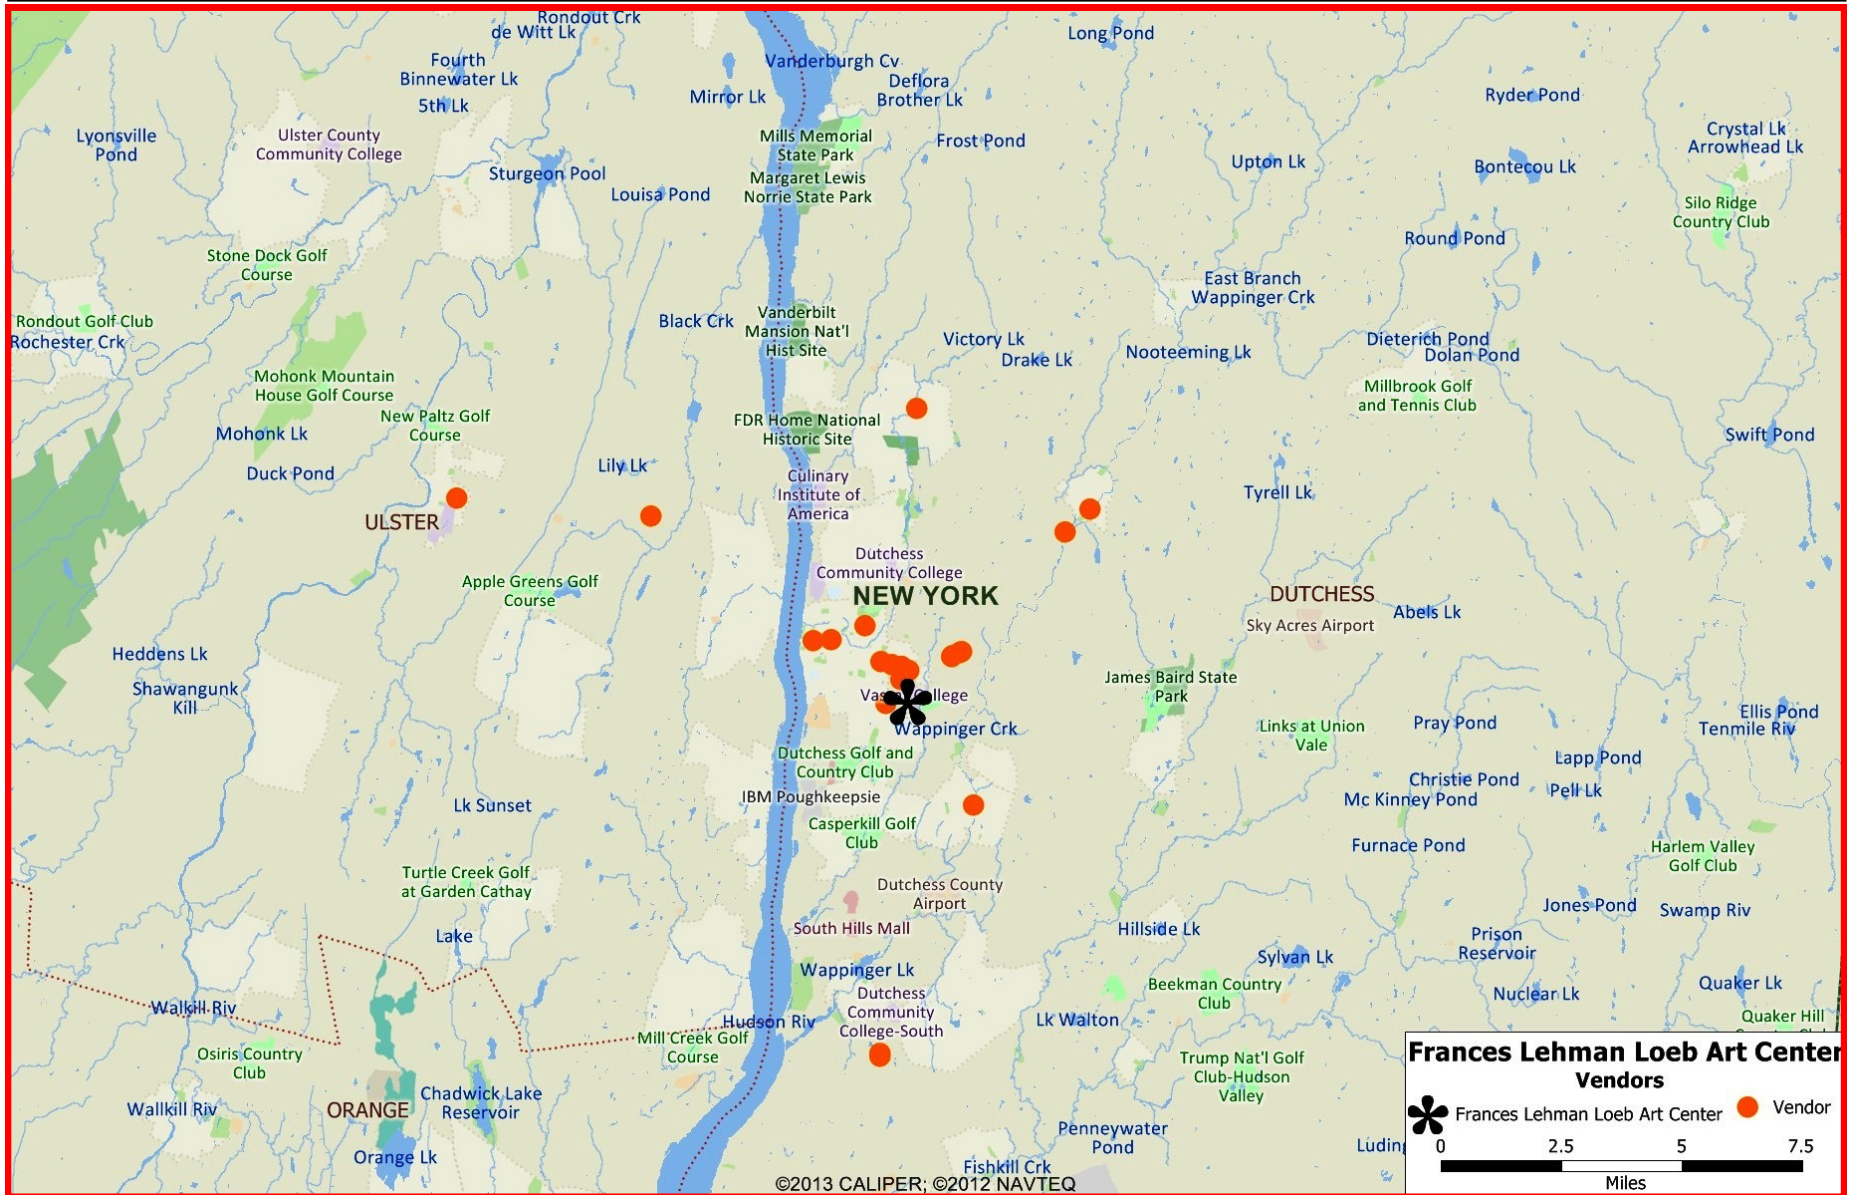 Rondout Crk
de Witt Lk
Long Pond
Fourth
Binnewater Lk
5th Lk
Vanderburgh Cv
Mirror Lk
Deflora
Brother Lk
Ryder Pond
Lyonsville
Pond
Ulster County
Community College
Mills Memorial
State Park
Frost Pond
Crystal Lk
Arrowhead Lk
Sturgeon Pool
Louisa Pond
Margaret Lewis
Norrie State Park
Upton Lk
Bontecou Lk
Silo Ridge
Country Club
Stone Dock Golf
Course
Round Pond
East Branch
Wappinger Crk
Rondout Golf Club
Rochester Crk
Black Crk
Vanderbilt
Mansion Nat'l
Hist Site
Victory Lk
Drake Lk
Nooteeming Lk
Dieterich Pond
Dolan Pond
Mohonk Mountain
House Golf Course
Millbrook Golf
and Tennis Club
New Paltz Golf
Course
FDR Home National
Historic Site
Mohonk Lk
Swift Pond
Duck Pond
Lily Lk
Culinary
Institute of
America
Tyrell Lk
ULSTER
Dutchess
Community College
Apple Greens Golf
Course
NEW YORK
DUTCHESS
Sky Acres Airport
Abels Lk
Heddens Lk
Shawangunk
Kill
James Baird State
Park
Wappinger Crk
Links at Union
Vale
Pray Pond
Ellis Pond
Tenmile Riv
Dutchess Golf and
Country Club
Lapp Pond
Christie Pond
Mc Kinney Pond
Pell Lk
IBM Poughkeepsie
Lk Sunset
Casperkill Golf
Club
Furnace Pond
Harlem Valley
Golf Club
Turtle Creek Golf
at Garden Cathay
Dutchess County
Airport
Jones Pond
Swamp Riv
South Hills Mall
Hillside Lk
Lake
Prison
Reservoir
Sylvan Lk
Wappinger Lk
Beekman Country
Club
Quaker Lk
Nuclear Lk
Dutchess
Community
College-South
Walkill Riv
Hudson Riv
Lk Walton
Quaker Hill
Mill Creek Golf
Course
Osiris Country
Club
Trump Nat'l Golf
Club-Hudson
Valley
Chadwick Lake
Reservoir
Wallkill Riv
ORANGE
Penneywater
Pond
Orange Lk
Fishkill Crk
©2013 CALIPER; ©2012 NAVTEQ
Frances Lehman Loeb Art Center
Vendors
Frances Lehman Loeb Art Center
Vendor
0 2.5 5 7.5
Miles